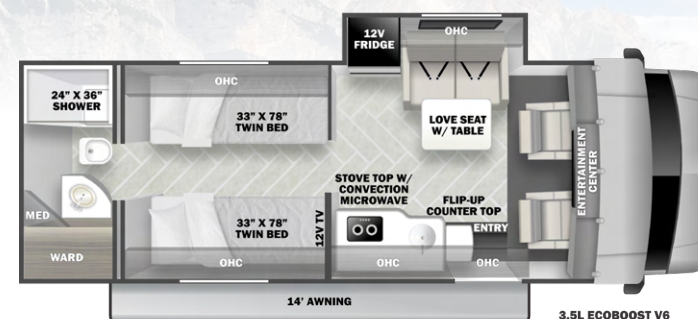 12V
FRIDGE
OHC
24" X 36"
SHOWER
OHC
33" X 78"
TWIN BED
LOVE SEAT
W/ TABLE
ENTERTAINMENT
CENTER
STOVE TOP W/
CONVECTION
MICROWAVE
FLIP-UP
COUNTER TOP
MED
33" X 78"
TWIN BED
12V TV
ENTRY
WARD
OHC
OHC
OHC
14' AWNING
3.5L ECOBOOST V6